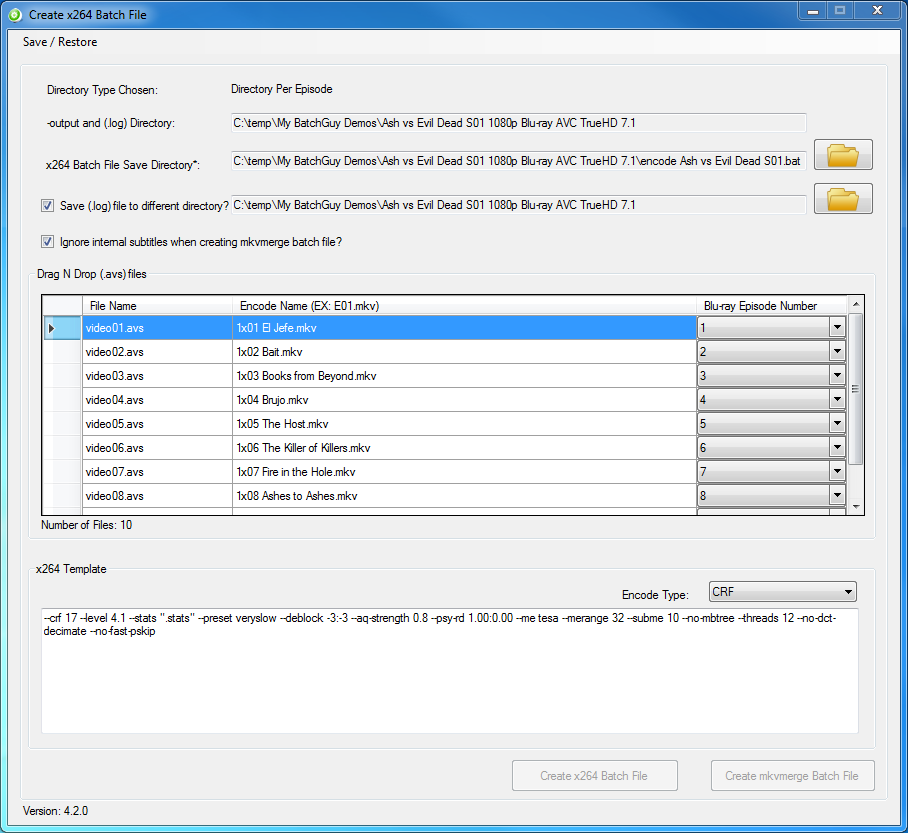 Create x264 Batch File
Save / Restore
Directory Type Chosen: Directory Per Episode
-output and (.log) Directory: C:\temp\My BatchGuy Demos\Ash vs Evil Dead S01 1080p Blu-ray AVC TrueHD 7.1
x264 Batch File Save Directory*: C:\temp\My BatchGuy Demos\Ash vs Evil Dead S01 1080p Blu-ray AVC TrueHD 7.1\encode Ash vs Evil Dead S01.bat
Save (.log) file to different directory? C:\temp\My BatchGuy Demos\Ash vs Evil Dead S01 1080p Blu-ray AVC TrueHD 7.1
Ignore internal subtitles when creating mkvmerge batch file?
Drag N Drop (.avs) files
File Name Encode Name (EX: E01.mkv) Blu-ray Episode Number
video01.avs 1x01 El Jefe.mkv 1
video02.avs 1x02 Bait.mkv 2
video03.avs 1x03 Books from Beyond.mkv 3
video04.avs 1x04 Brujo.mkv 4
video05.avs 1x05 The Host.mkv 5
video06.avs 1x06 The Killer of Killers.mkv 6
video07.avs 1x07 Fire in the Hole.mkv 7
video08.avs 1x08 Ashes to Ashes.mkv 8
Number of Files: 10
x264 Template
Encode Type: CRF
--crf 17 --level 4.1 --stats ".stats" --preset veryslow --deblock -3:-3 --aq-strength 0.8 --psy-rd 1.00:0.00 --me tesa --merange 32 --subme 10 --no-mbtree --threads 12 --no-dct-
decimate --no-fast-pskip
Create x264 Batch File Create mkvmerge Batch File
Version: 4.2.0